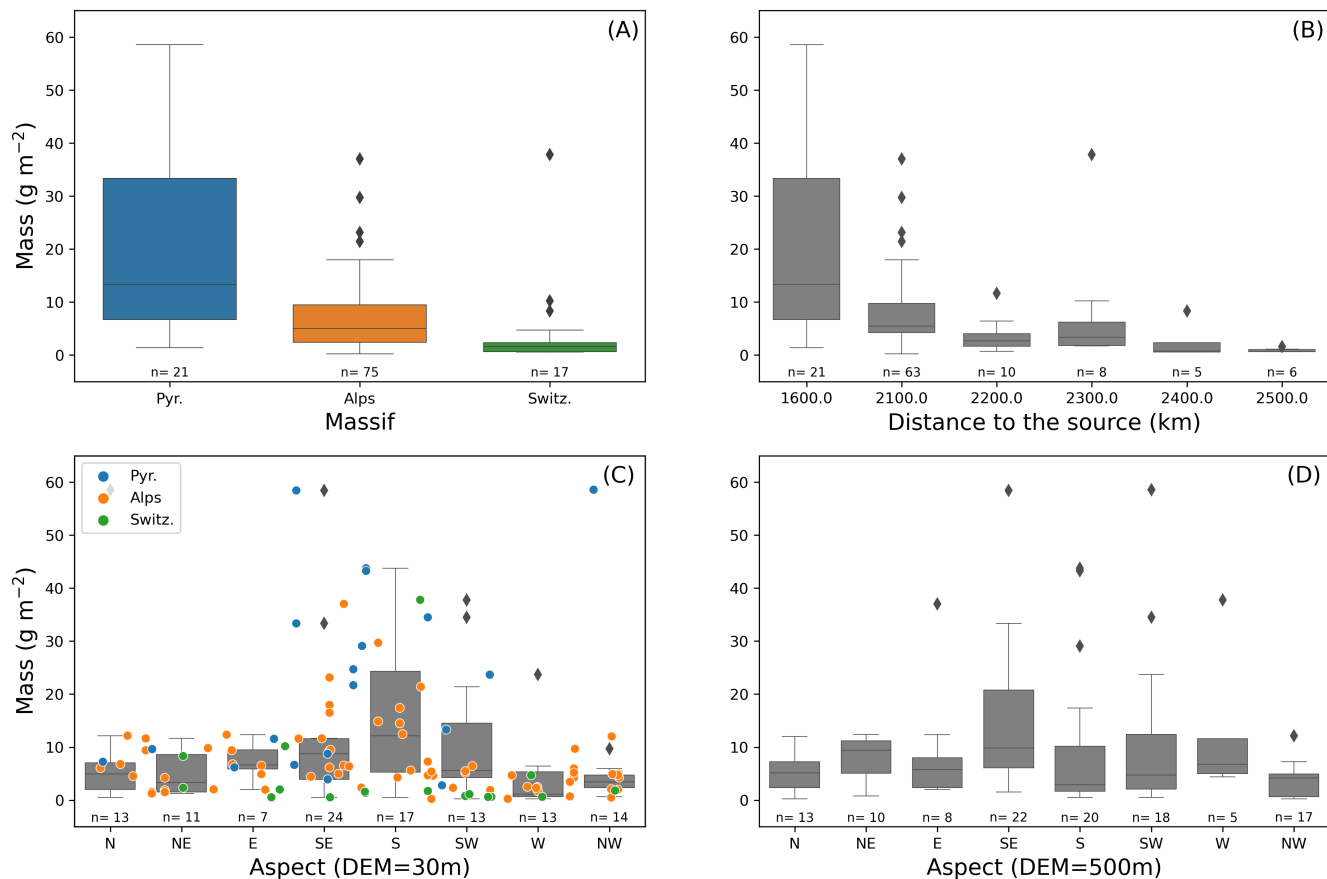 (A)
Mass (g m⁻²)
60
50
40
30
20
10
0
n= 21 n= 75 n= 17
Pyr. Alps Switz.
Massif
(B)
60
50
40
30
20
10
0
n= 21 n= 63 n= 10 n= 8 n= 5 n= 6
1600.0 2100.0 2200.0 2300.0 2400.0 2500.0
Distance to the source (km)
(C)
Pyr.
Alps
Switz.
Mass (g m⁻²)
60
50
40
30
20
10
0
n= 13 n= 11 n= 7 n= 24 n= 17 n= 13 n= 13 n= 14
N NE E SE S SW W NW
Aspect (DEM=30m)
(D)
60
50
40
30
20
10
0
n= 13 n= 10 n= 8 n= 22 n= 20 n= 18 n= 5 n= 17
N NE E SE S SW W NW
Aspect (DEM=500m)